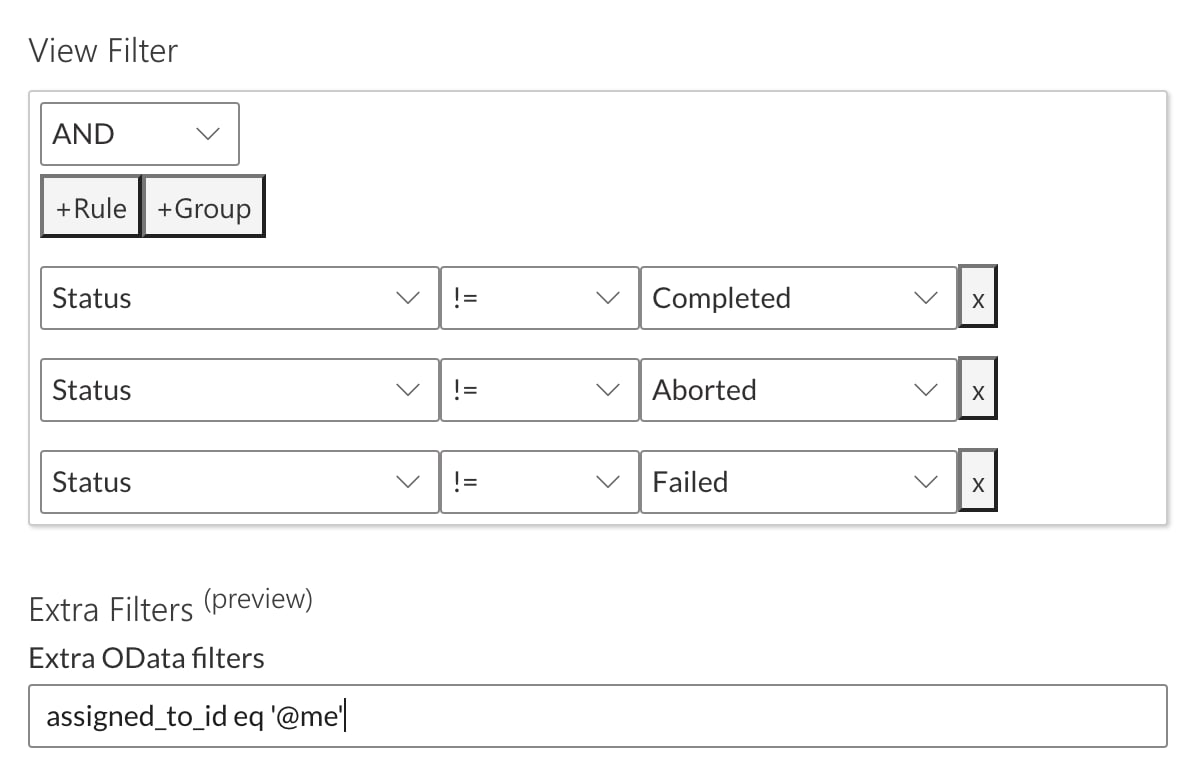 View Filter
AND
+Rule +Group
Status != Completed x
Status != Aborted x
Status != Failed x
Extra Filters (preview)
Extra OData filters
assigned_to_id eq '@me'